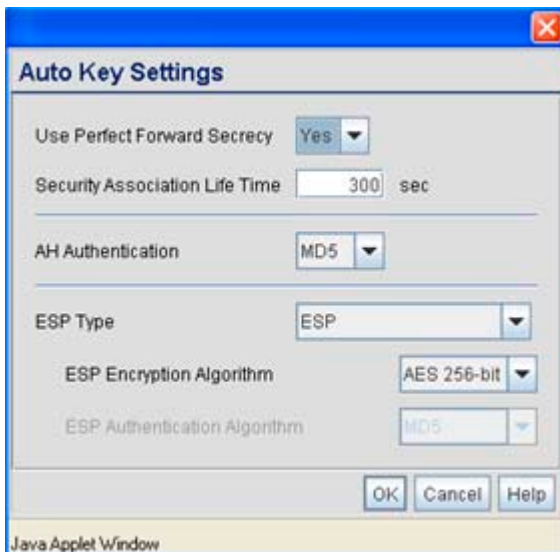 Auto Key Settings
Use Perfect Forward Secrecy Yes
Security Association Life Time 300 sec
AH Authentication MD5
ESP Type ESP
ESP Encryption Algorithm AES 256-bit
ESP Authentication Algorithm MD5
OK Cancel Help
Java Applet Window